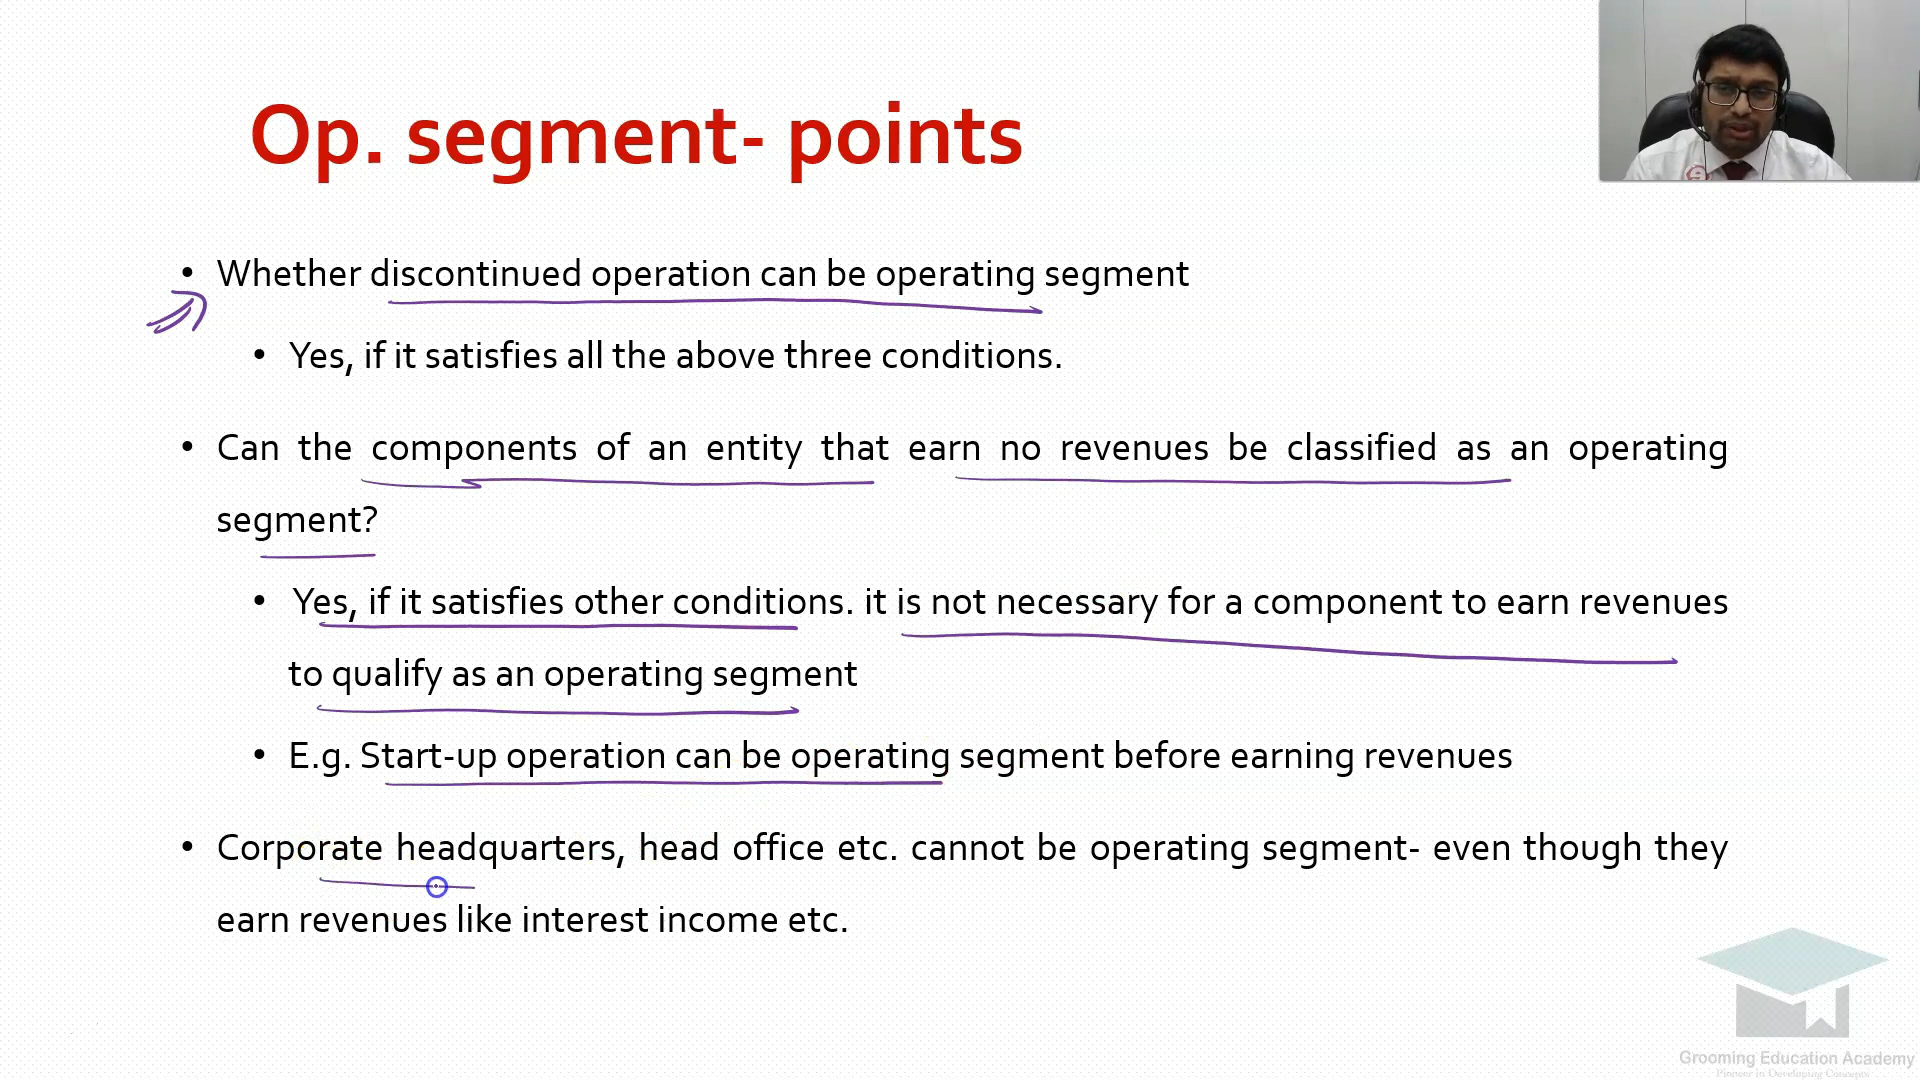 Op. segment- points
• Whether discontinued operation can be operating segment
• Yes, if it satisfies all the above three conditions.
• Can the components of an entity that earn no revenues be classified as an operating
segment?
• Yes, if it satisfies other conditions. it is not necessary for a component to earn revenues
to qualify as an operating segment
• E.g. Start-up operation can be operating segment before earning revenues
• Corporate headquarters, head office etc. cannot be operating segment- even though they
earn revenues like interest income etc.
Grooming Education Academy
Pioneer in Developing Concepts